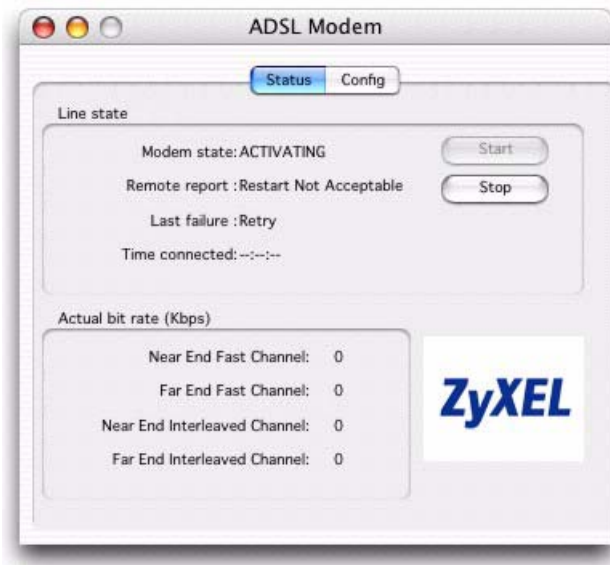 ADSL Modem
Status Config
Line state
Modem state:ACTIVATING
Start
Remote report :Restart Not Acceptable
Stop
Last failure :Retry
Time connected:--:--:--
Actual bit rate (Kbps)
Near End Fast Channel: 0
Far End Fast Channel: 0
Near End Interleaved Channel: 0
Far End Interleaved Channel: 0
ZyXEL